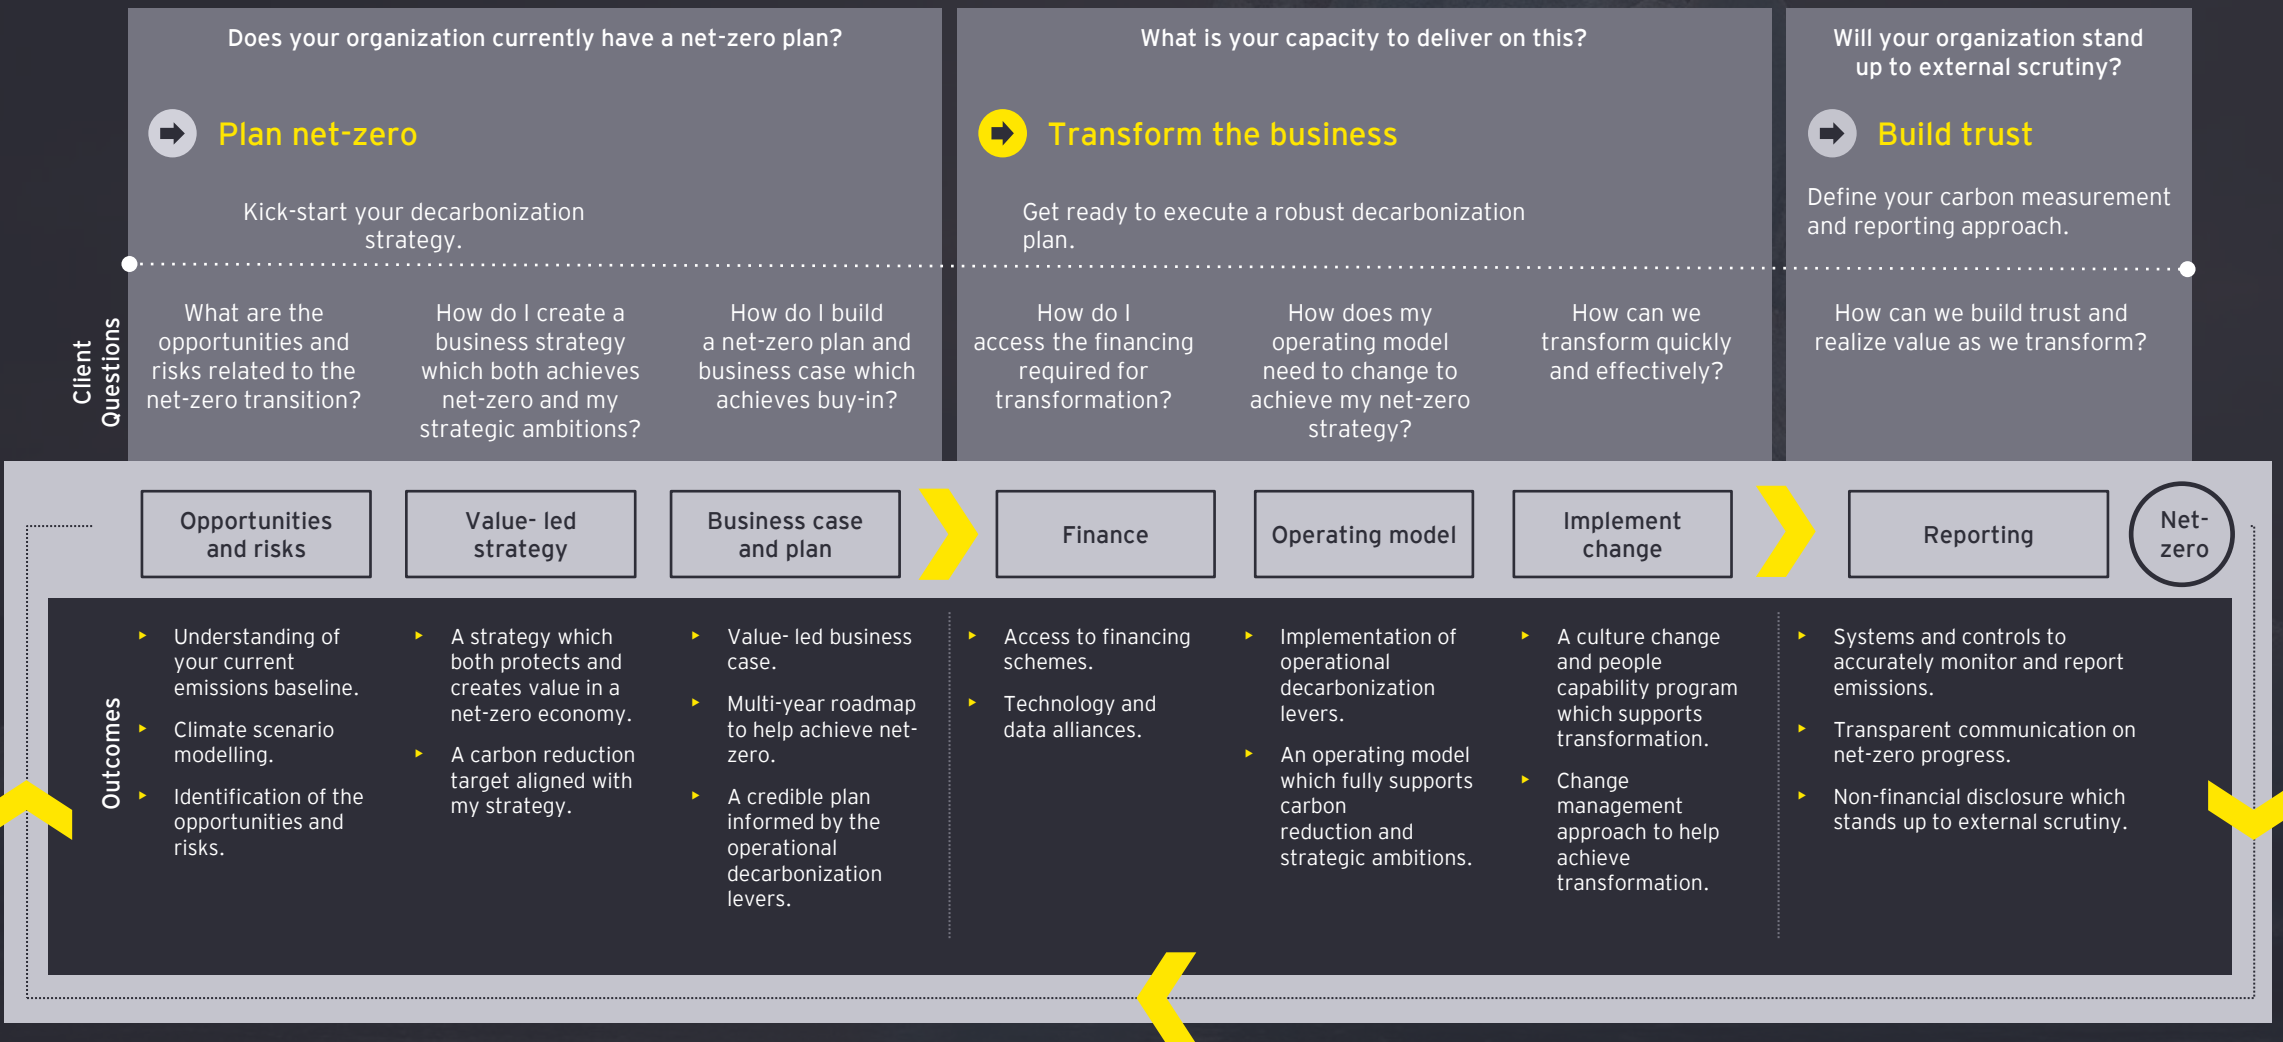 Does your organization currently have a net-zero plan?
Plan net-zero
Kick-start your decarbonization
strategy.
What is your capacity to deliver on this?
Transform the business
Get ready to execute a robust decarbonization
plan.
Will your organization stand
up to external scrutiny?
Build trust
Define your carbon measurement
and reporting approach.
Client
Questions
What are the
opportunities and
risks related to the
net-zero transition?
How do I create a
business strategy
which both achieves
net-zero and my
strategic ambitions?
How do I build
a net-zero plan and
business case which
achieves buy-in?
How do I
access the financing
required for
transformation?
How does my
operating model
need to change to
achieve my net-zero
strategy?
How can we
transform quickly
and effectively?
How can we build trust and
realize value as we transform?
Opportunities
and risks
Value- led
strategy
Business case
and plan
Finance
Operating model
Implement
change
Reporting
Net-
zero
Outcomes
Understanding of
your current
emissions baseline.
Climate scenario
modelling.
Identification of the
opportunities and
risks.
A strategy which
both protects and
creates value in a
net-zero economy.
A carbon reduction
target aligned with
my strategy.
Value- led business
case.
Multi-year roadmap
to help achieve net-
zero.
A credible plan
informed by the
operational
decarbonization
levers.
Access to financing
schemes.
Technology and
data alliances.
Implementation of
operational
decarbonization
levers.
An operating model
which fully supports
carbon
reduction and
strategic ambitions.
A culture change
and people
capability program
which supports
transformation.
Change
management
approach to help
achieve
transformation.
Systems and controls to
accurately monitor and report
emissions.
Transparent communication on
net-zero progress.
Non-financial disclosure which
stands up to external scrutiny.